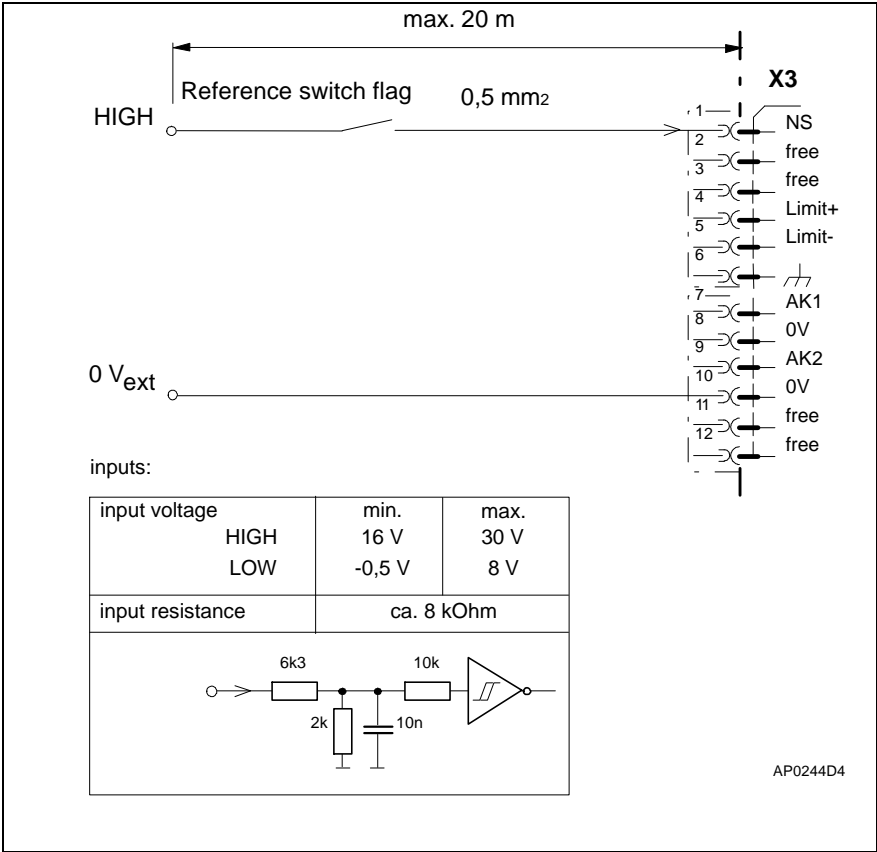 max. 20 m
X3
Reference switch flag
0,5 mm2
HIGH
1
NS
2
free
3
free
4
Limit+
5
Limit-
6
7
AK1
8
0V
9
AK2
0 Vext
10
0V
11
free
12
free
inputs:
input voltage min. max.
HIGH 16 V 30 V
LOW -0,5 V 8 V
input resistance ca. 8 kOhm
6k3 10k
2k 10n
AP0244D4